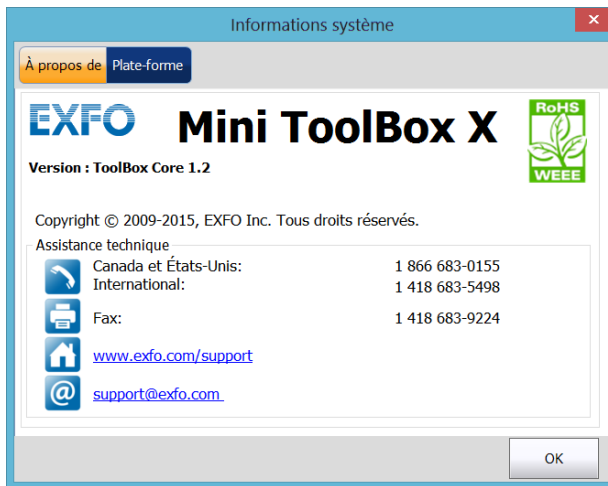 Informations système
À propos de Plate-forme
EXFO Mini ToolBox X
RoHS
WEEE
Version : ToolBox Core 1.2
Copyright © 2009-2015, EXFO Inc. Tous droits réservés.
Assistance technique
Canada et États-Unis: 1 866 683-0155
International: 1 418 683-5498
Fax: 1 418 683-9224
www.exfo.com/support
@ support@exfo.com
OK